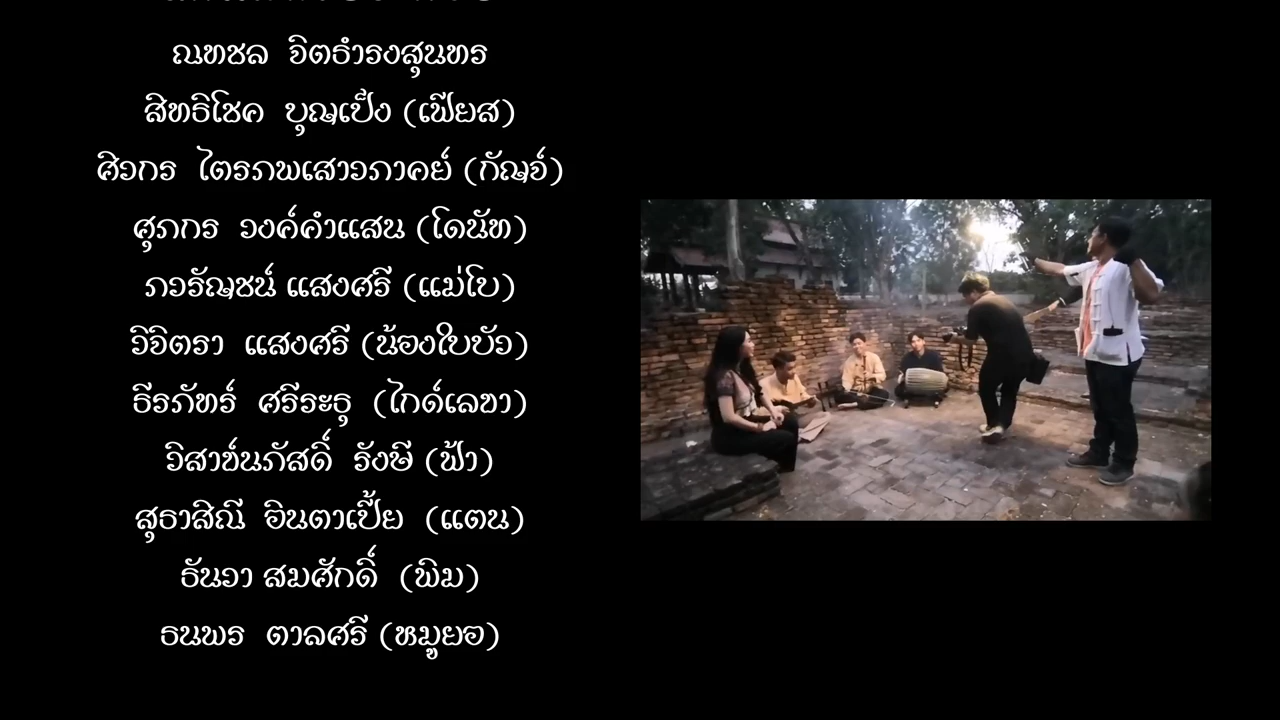 ณทชล จิตธำรงสุนทร
สิทธิโชค บุญเป็ง (เฟียส)
ศิวกร ไตรภพเสาวภาคย์ (กัญจ์)
ศุภกร วงค์คำแสน (โดนัท)
ภวรัญชน์ แสงศรี (แม่โบ)
วิจิตรา แสงศรี (น้องใบบัว)
ธีรภัทร์ ศรีระธุ (ไกด์เลขา)
วิสาข์นภัสดิ์ รังษี (ฟ้า)
สุธาสิณี อินตาเปี้ย (แตน)
ธันวา สมศักดิ์ (พิม)
ธนพร ตาลศรี (หมูยอ)